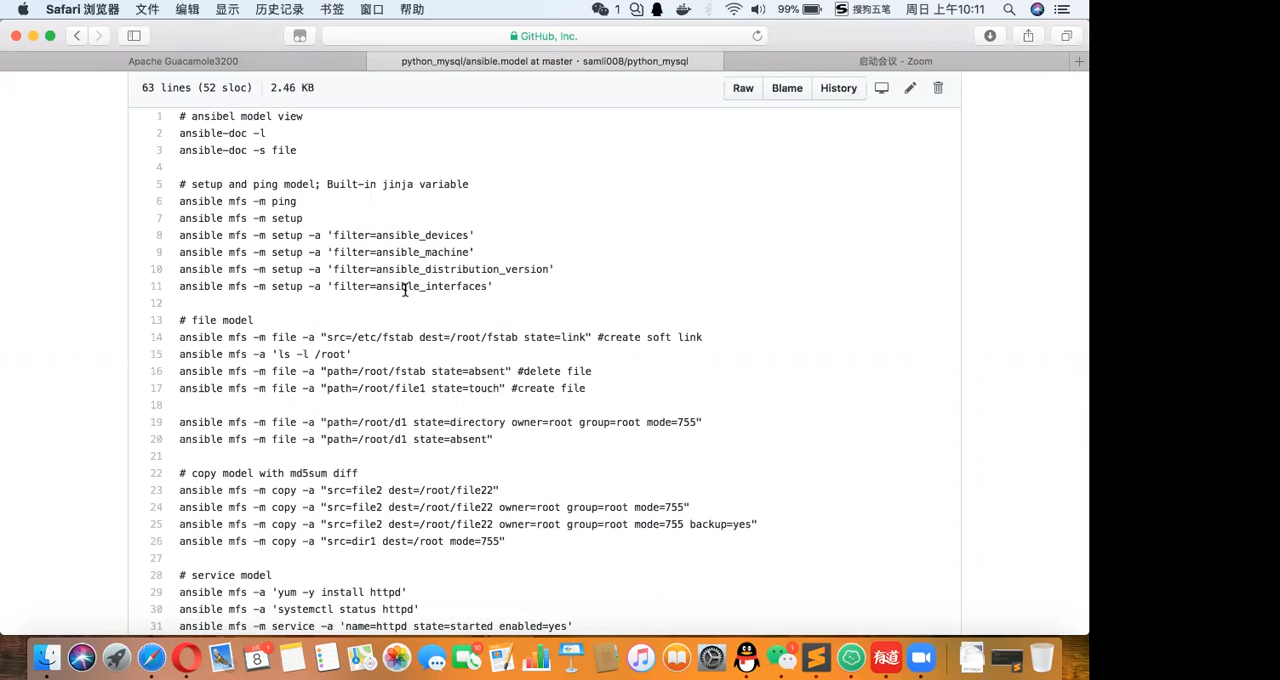 Safari 浏览器 文件 编辑 显示 历史记录 书签 窗口 帮助 1 99% 搜狗五笔 周日上午10:11
GitHub, Inc.
Apache Guacamole3200 python_mysql/ansible.model at master · samli008/python_mysql 启动会议 - Zoom
63 lines (52 sloc) 2.46 KB Raw Blame History
1 # ansibel model view
2 ansible-doc -l
3 ansible-doc -s file
4
5 # setup and ping model; Built-in jinja variable
6 ansible mfs -m ping
7 ansible mfs -m setup
8 ansible mfs -m setup -a 'filter=ansible_devices'
9 ansible mfs -m setup -a 'filter=ansible_machine'
10 ansible mfs -m setup -a 'filter=ansible_distribution_version'
11 ansible mfs -m setup -a 'filter=ansible_interfaces'
12
13 # file model
14 ansible mfs -m file -a "src=/etc/fstab dest=/root/fstab state=link" #create soft link
15 ansible mfs -a 'ls -l /root'
16 ansible mfs -m file -a "path=/root/fstab state=absent" #delete file
17 ansible mfs -m file -a "path=/root/file1 state=touch" #create file
18
19 ansible mfs -m file -a "path=/root/d1 state=directory owner=root group=root mode=755"
20 ansible mfs -m file -a "path=/root/d1 state=absent"
21
22 # copy model with md5sum diff
23 ansible mfs -m copy -a "src=file2 dest=/root/file22"
24 ansible mfs -m copy -a "src=file2 dest=/root/file22 owner=root group=root mode=755"
25 ansible mfs -m copy -a "src=file2 dest=/root/file22 owner=root group=root mode=755 backup=yes"
26 ansible mfs -m copy -a "src=dir1 dest=/root mode=755"
27
28 # service model
29 ansible mfs -a 'yum -y install httpd'
30 ansible mfs -a 'systemctl status httpd'
31 ansible mfs -m service -a 'name=httpd state=started enabled=yes'
8
有道